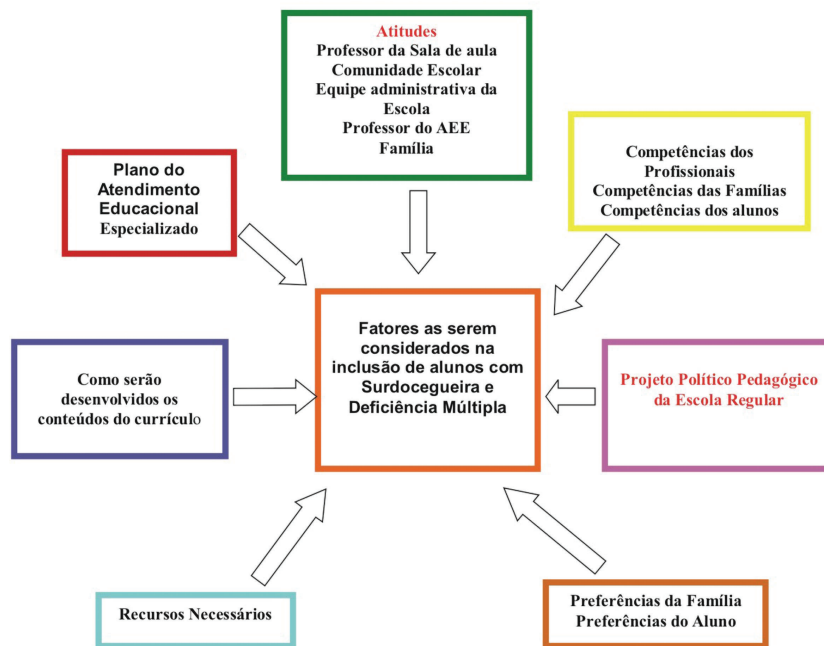 Atitudes
Professor da Sala de aula
Comunidade Escolar
Equipe administrativa da
Escola
Professor do AEE
Família
Plano do
Atendimento
Educacional
Especializado
Competências dos
Profissionais
Competências das Famílias
Competências dos alunos
Fatores as serem
considerados na
inclusão de alunos com
Surdocegueira e
Deficiência Múltipla
Como serão
desenvolvidos os
conteúdos do currículo
Projeto Político Pedagógico
da Escola Regular
Recursos Necessários
Preferências da Família
Preferências do Aluno